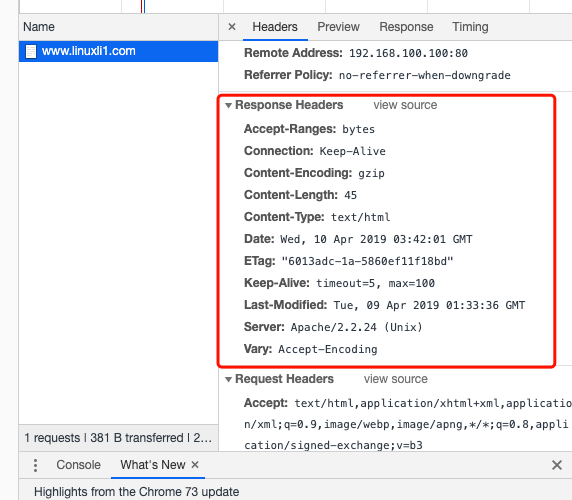 Name
× Headers Preview Response Timing
www.linuxli1.com
Remote Address: 192.168.100.100:80
Referrer Policy: no-referrer-when-downgrade
Response Headers view source
Accept-Ranges: bytes
Connection: Keep-Alive
Content-Encoding: gzip
Content-Length: 45
Content-Type: text/html
Date: Wed, 10 Apr 2019 03:42:01 GMT
ETag: "6013adc-1a-5860ef11f18bd"
Keep-Alive: timeout=5, max=100
Last-Modified: Tue, 09 Apr 2019 01:33:36 GMT
Server: Apache/2.2.24 (Unix)
Vary: Accept-Encoding
Request Headers view source
Accept: text/html,application/xhtml+xml,applicatio
n/xml;q=0.9,image/webp,image/apng,*/*;q=0.8,appli
cation/signed-exchange;v=b3
1 requests | 381 B transferred | 2…
Console What's New ×
Highlights from the Chrome 73 update